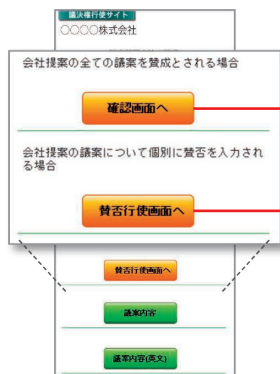 議決権行使サイト
○○○○株式会社
会社提案の全ての議案を賛成とされる場合
確認画面へ
会社提案の議案について個別に賛否を入力され
る場合
賛否行使画面へ
賛否行使画面へ
議案内容
議案内容(英文)